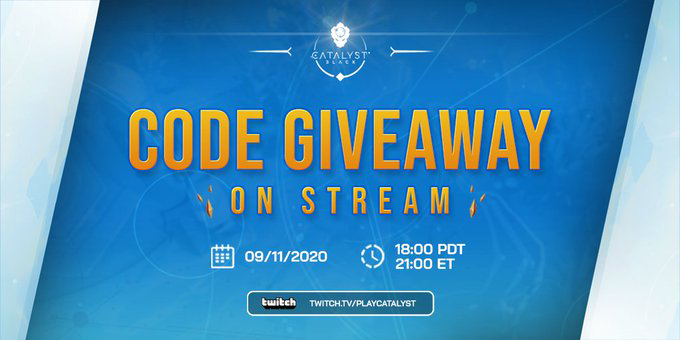 CATALYST
BLACK
CODE GIVEAWAY
ON STREAM
09/11/2020
18:00 PDT
21:00 ET
twitch
TWITCH.TV/PLAYCATALYST